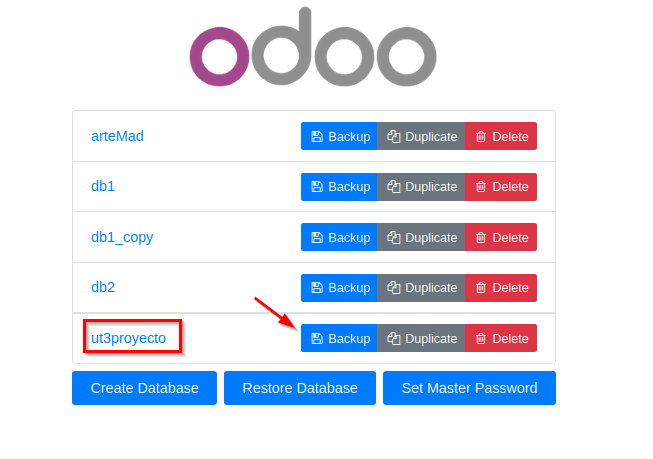 odoo
arteMad Backup Duplicate Delete
db1 Backup Duplicate Delete
db1_copy Backup Duplicate Delete
db2 Backup Duplicate Delete
ut3proyecto Backup Duplicate Delete
Create Database Restore Database Set Master Password